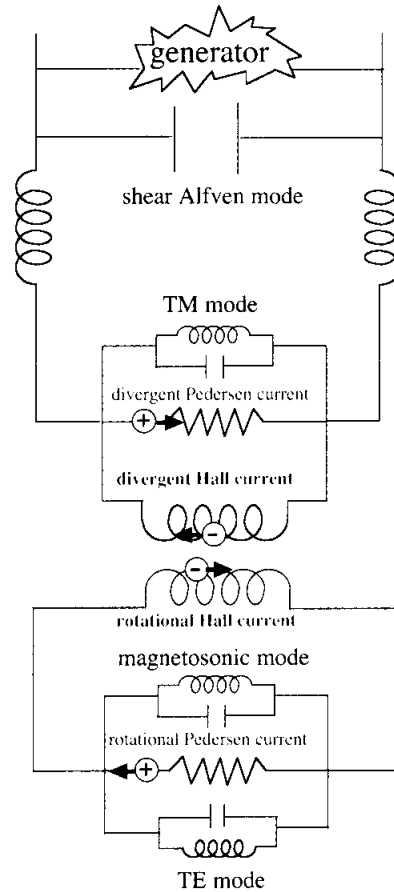 generator
shear Alfven mode
TM mode
divergent Pedersen current
+
divergent Hall current
-
-
rotational Hall current
magnetosonic mode
rotational Pedersen current
+
TE mode